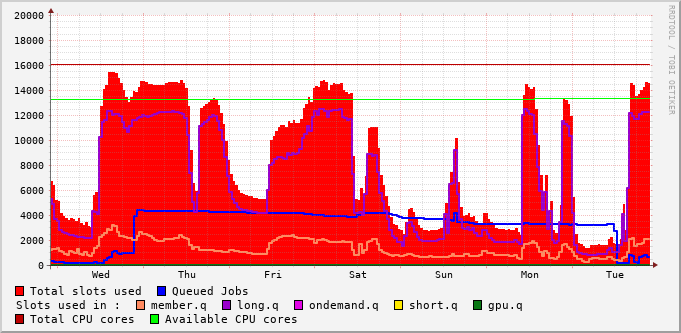 RRDTOOL / TOBI OETIKER
20000
18000
16000
14000
12000
10000
8000
6000
4000
2000
0
Wed Thu Fri Sat Sun Mon Tue
Total slots used Queued Jobs
Slots used in : member.q long.q ondemand.q short.q gpu.q
Total CPU cores Available CPU cores